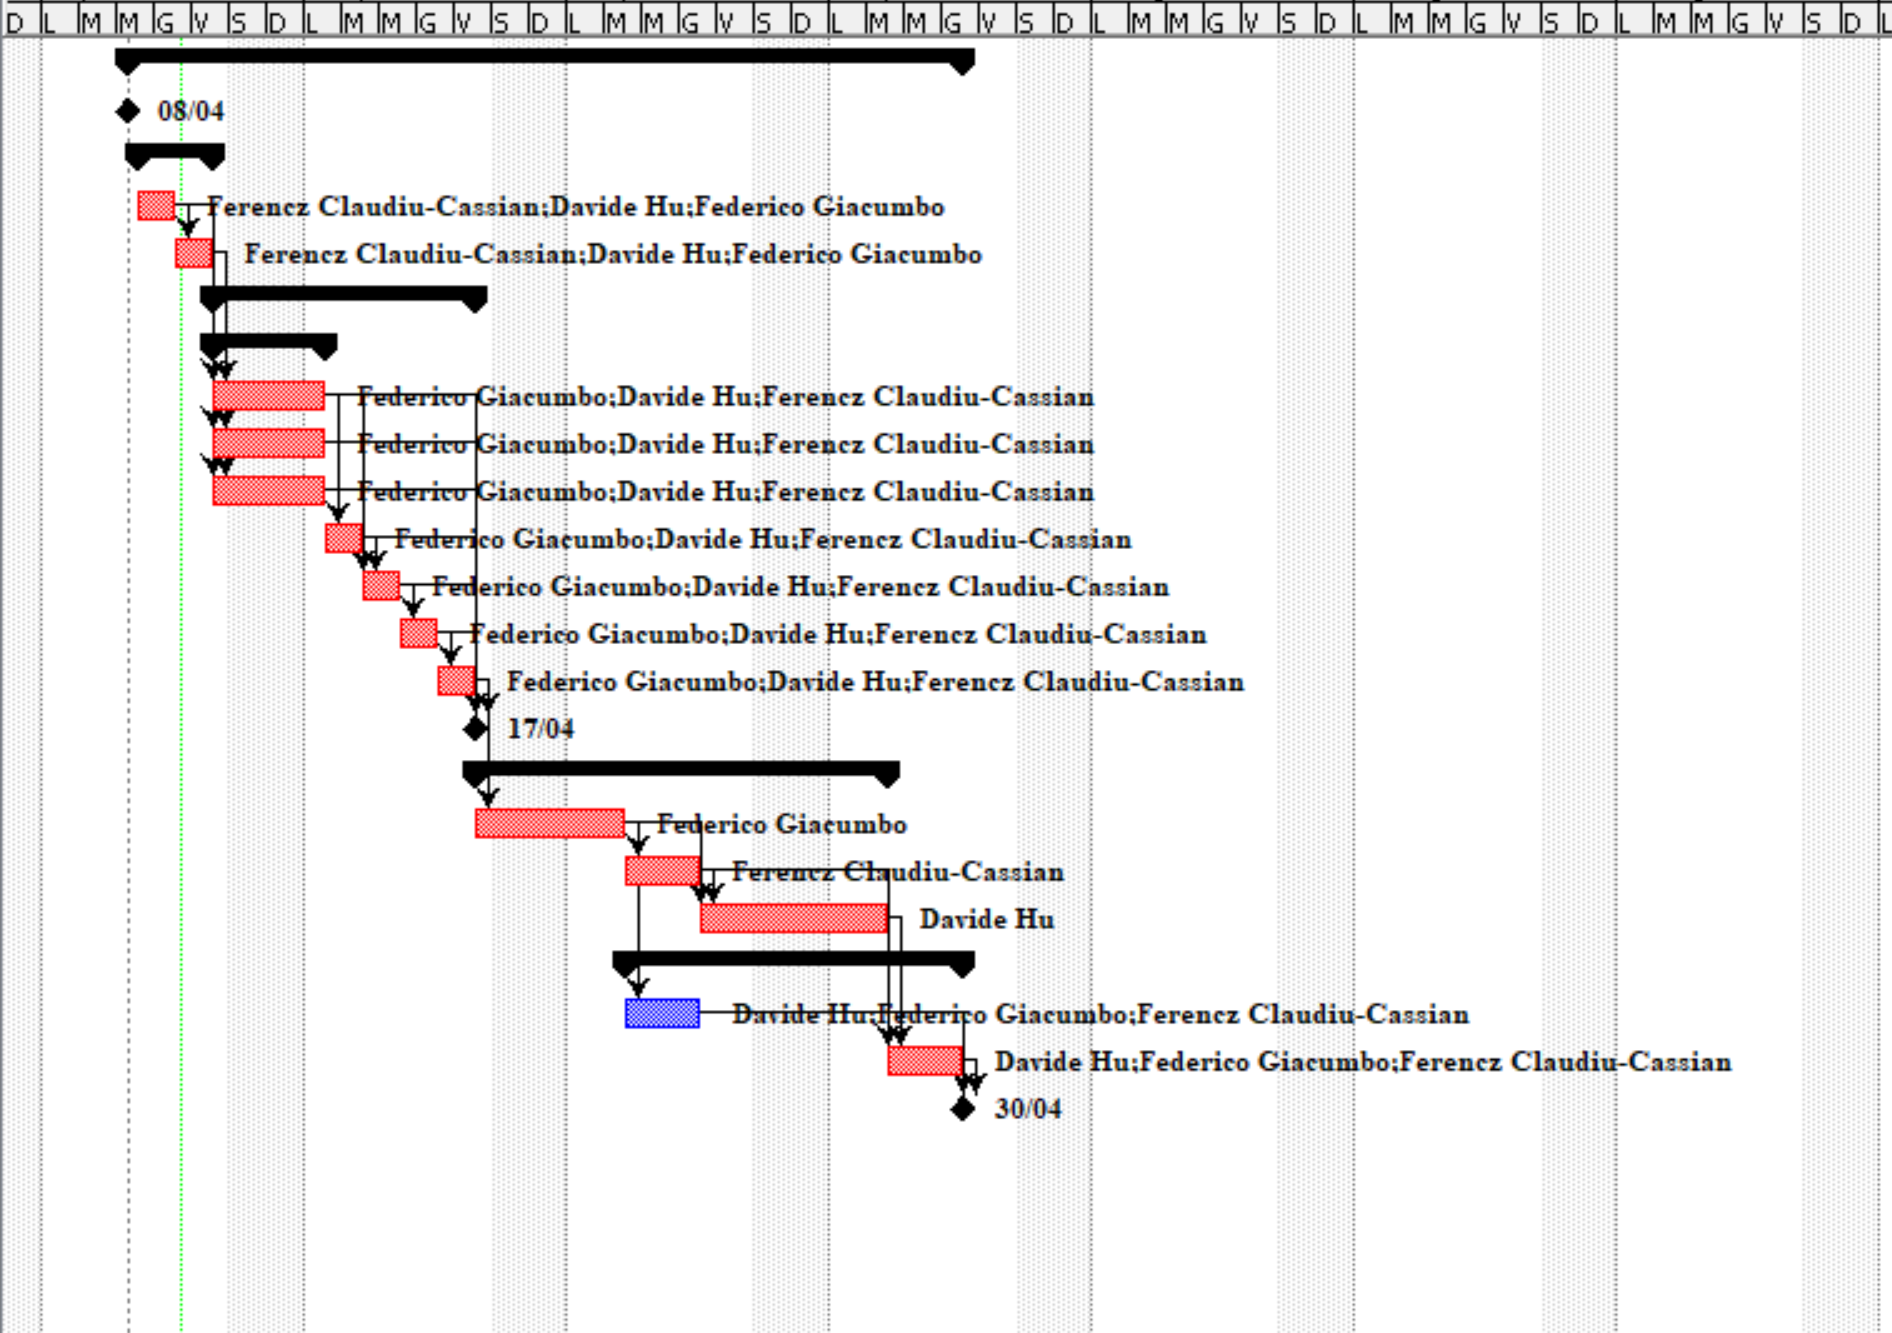 D L M M G V S D L M M G V S D L M M G V S D L M M G V S D L M M G V S D L M M G V S D L M M G V S D L
08/04
Ferencz Claudiu-Cassian;Davide Hu;Federico Giacumbo
Ferencz Claudiu-Cassian;Davide Hu;Federico Giacumbo
Federico Giacumbo;Davide Hu;Ferencz Claudiu-Cassian
Federico Giacumbo;Davide Hu;Ferencz Claudiu-Cassian
Federico Giacumbo;Davide Hu;Ferencz Claudiu-Cassian
Federico Giacumbo;Davide Hu;Ferencz Claudiu-Cassian
Federico Giacumbo;Davide Hu;Ferencz Claudiu-Cassian
Federico Giacumbo;Davide Hu;Ferencz Claudiu-Cassian
Federico Giacumbo;Davide Hu;Ferencz Claudiu-Cassian
17/04
Federico Giacumbo
Ferencz Claudiu-Cassian
Davide Hu
Davide Hu;Federico Giacumbo;Ferencz Claudiu-Cassian
Davide Hu;Federico Giacumbo;Ferencz Claudiu-Cassian
30/04